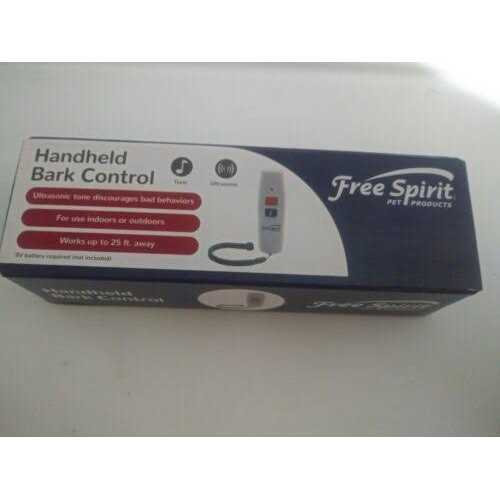 Handheld
Bark Control
Tone
Ultrasonic
Ultrasonic tone discourages bad behaviors
For use indoors or outdoors
Works up to 25 ft. away
9V battery required (not included)
Free Spirit
PET PRODUCTS
Handheld
Bark Control
Free Spirit